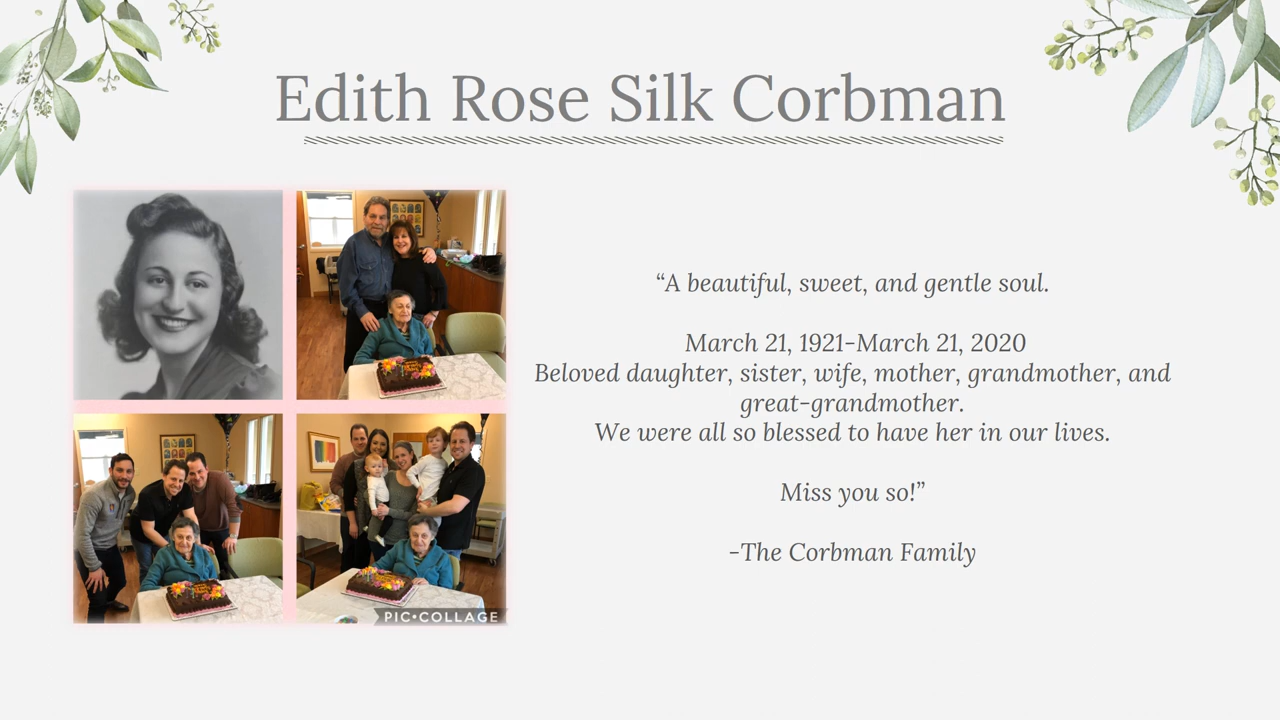 Edith Rose Silk Corbman
“A beautiful, sweet, and gentle soul.
March 21, 1921-March 21, 2020
Beloved daughter, sister, wife, mother, grandmother, and
great-grandmother.
We were all so blessed to have her in our lives.
Miss you so!”
-The Corbman Family
PIC•COLLAGE